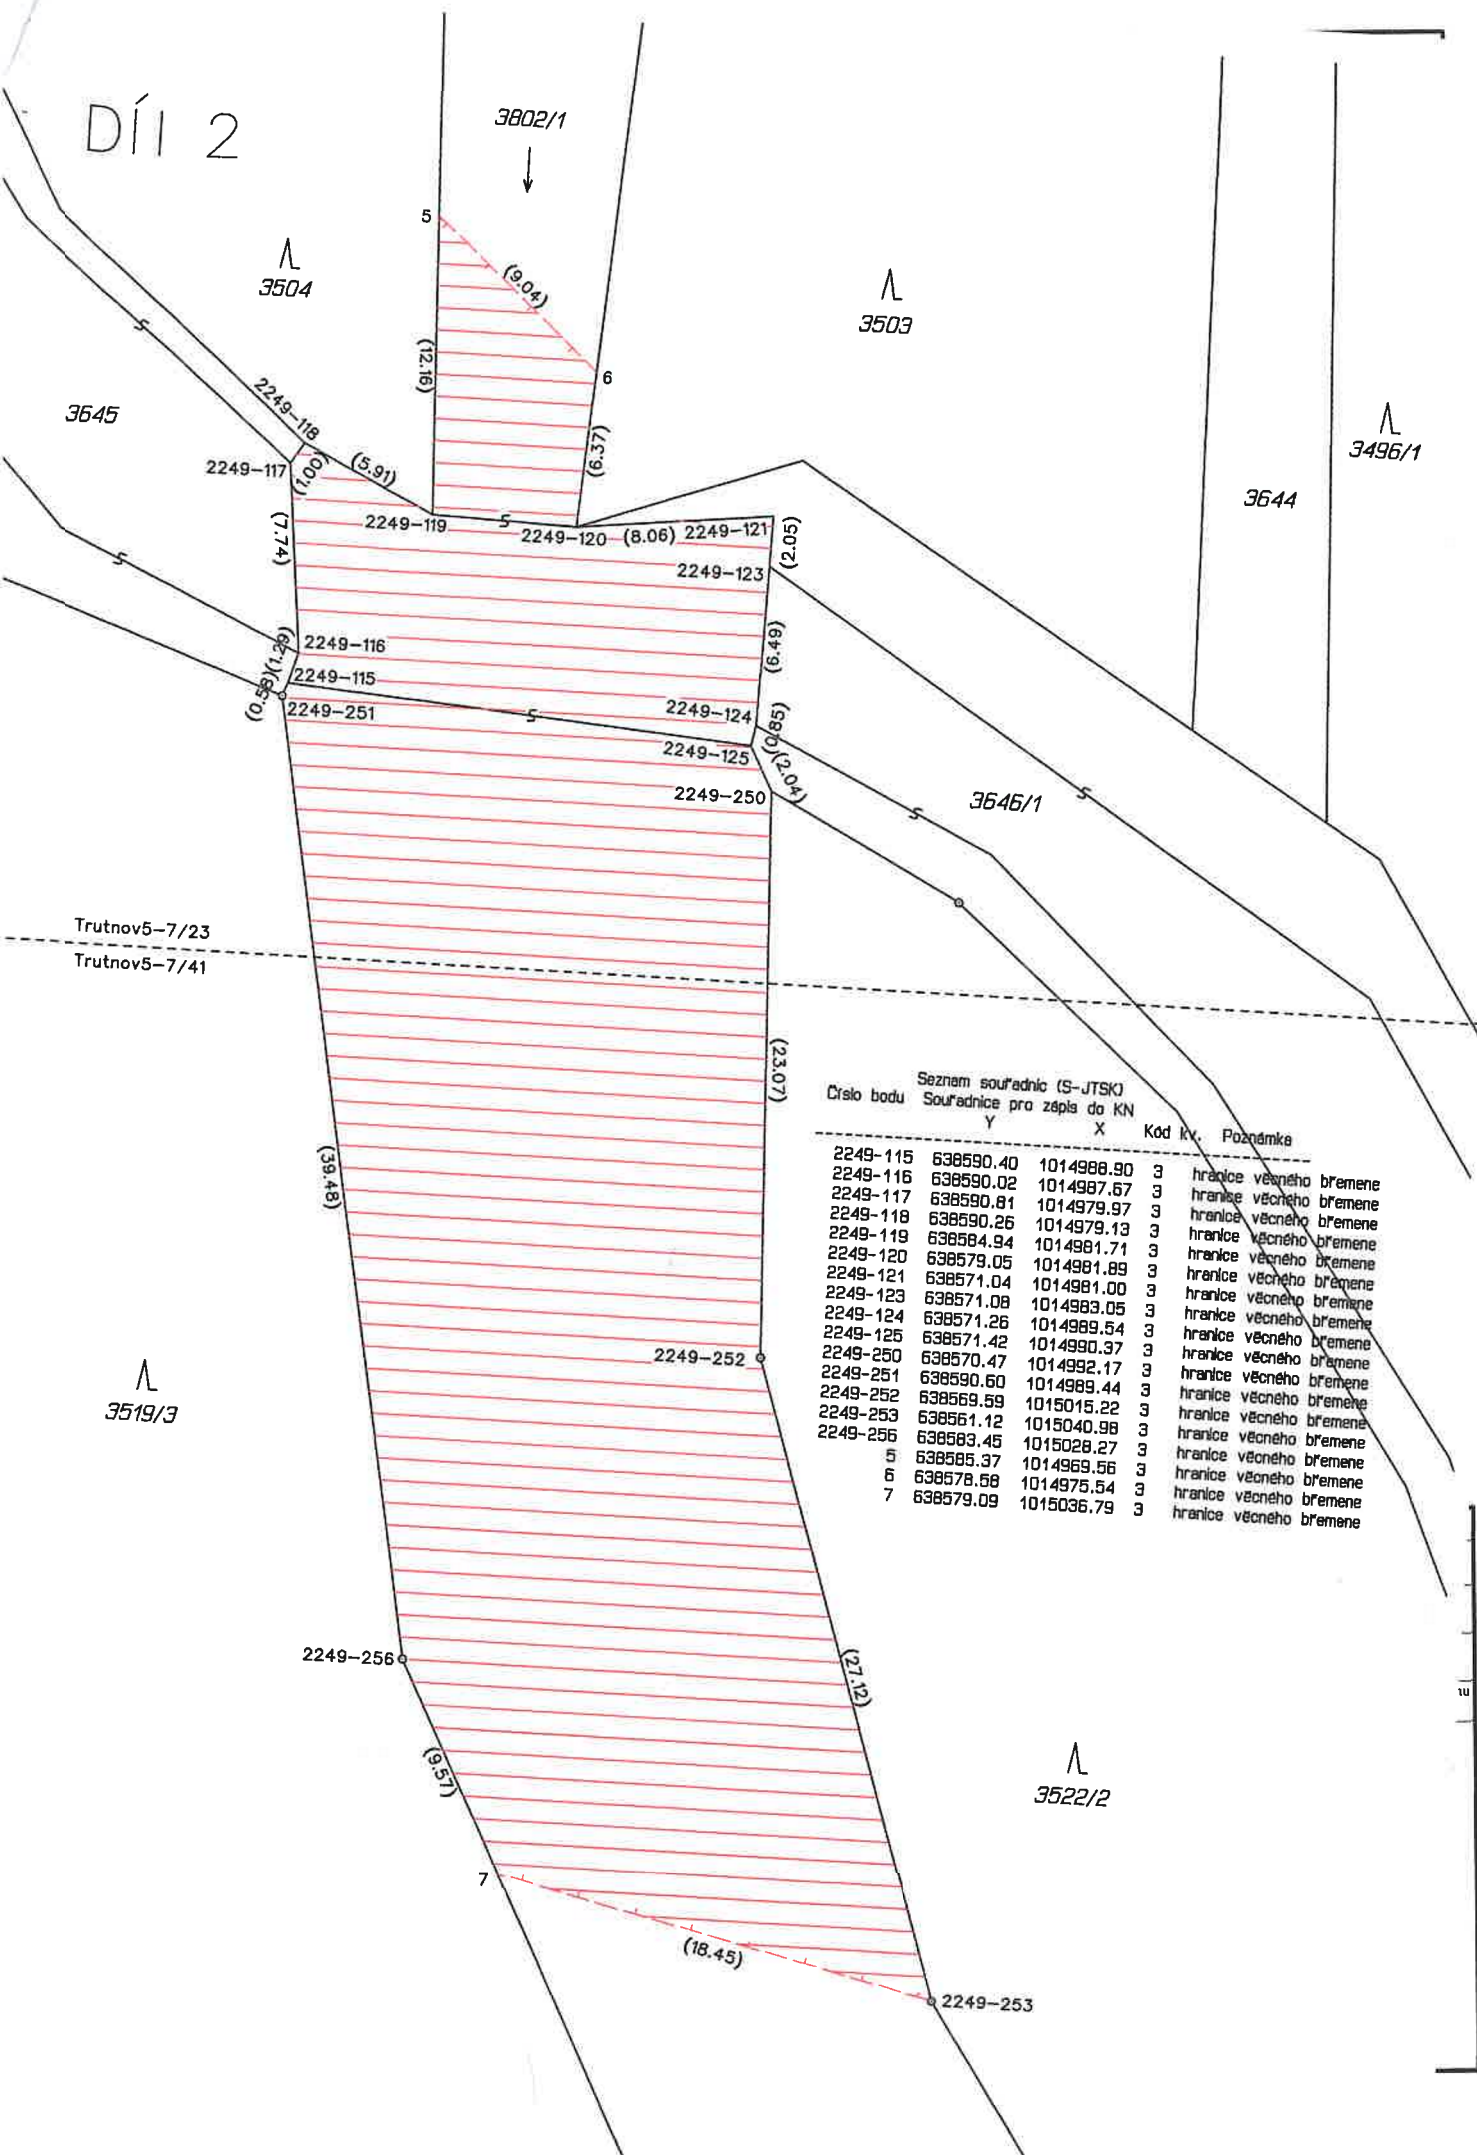 DÍl 2
3802/1
5
3504
(9.04)
3503
(12.16)
6
2249-118
3645
(6.37)
3496/1
2249-117
(1.00)
(5.91)
3644
2249-119
2249-120
(8.06)
2249-121
(2.05)
(7.74)
2249-123
(6.49)
2249-116
(1.29)
2249-115
(0.58)
2249-251
2249-124
(0.85)
2249-125
(2.04)
2249-250
3646/1
Trutnov5-7/23
Trutnov5-7/41
(23.07)
(39.48)
Seznam souřadnic (S-JTSK)
Číslo bodu Souřadnice pro zápis do KN
Y X Kód kv. Poznámka
2249-115 638590.40 1014988.90 3 hranice věcného břemene
2249-116 638590.02 1014987.67 3 hranice věcného břemene
2249-117 638590.81 1014979.97 3 hranice věcného břemene
2249-118 638590.26 1014979.13 3 hranice věcného břemene
2249-119 638584.94 1014981.71 3 hranice věcného břemene
2249-120 638579.05 1014981.89 3 hranice věcného břemene
2249-121 638571.04 1014981.00 3 hranice věcného břemene
2249-123 638571.08 1014983.05 3 hranice věcného břemene
2249-124 638571.26 1014989.54 3 hranice věcného břemene
2249-125 638571.42 1014990.37 3 hranice věcného břemene
2249-250 638570.47 1014992.17 3 hranice věcného břemene
2249-251 638590.60 1014989.44 3 hranice věcného břemene
2249-252 638569.59 1015015.22 3 hranice věcného břemene
2249-253 638561.12 1015040.98 3 hranice věcného břemene
2249-256 638583.45 1015028.27 3 hranice věcného břemene
5 638585.37 1014969.56 3 hranice věcného břemene
6 638578.58 1014975.54 3 hranice věcného břemene
7 638579.09 1015036.79 3 hranice věcného břemene
2249-252
3519/3
2249-256
(27.12)
(9.57)
3522/2
7
(18.45)
2249-253